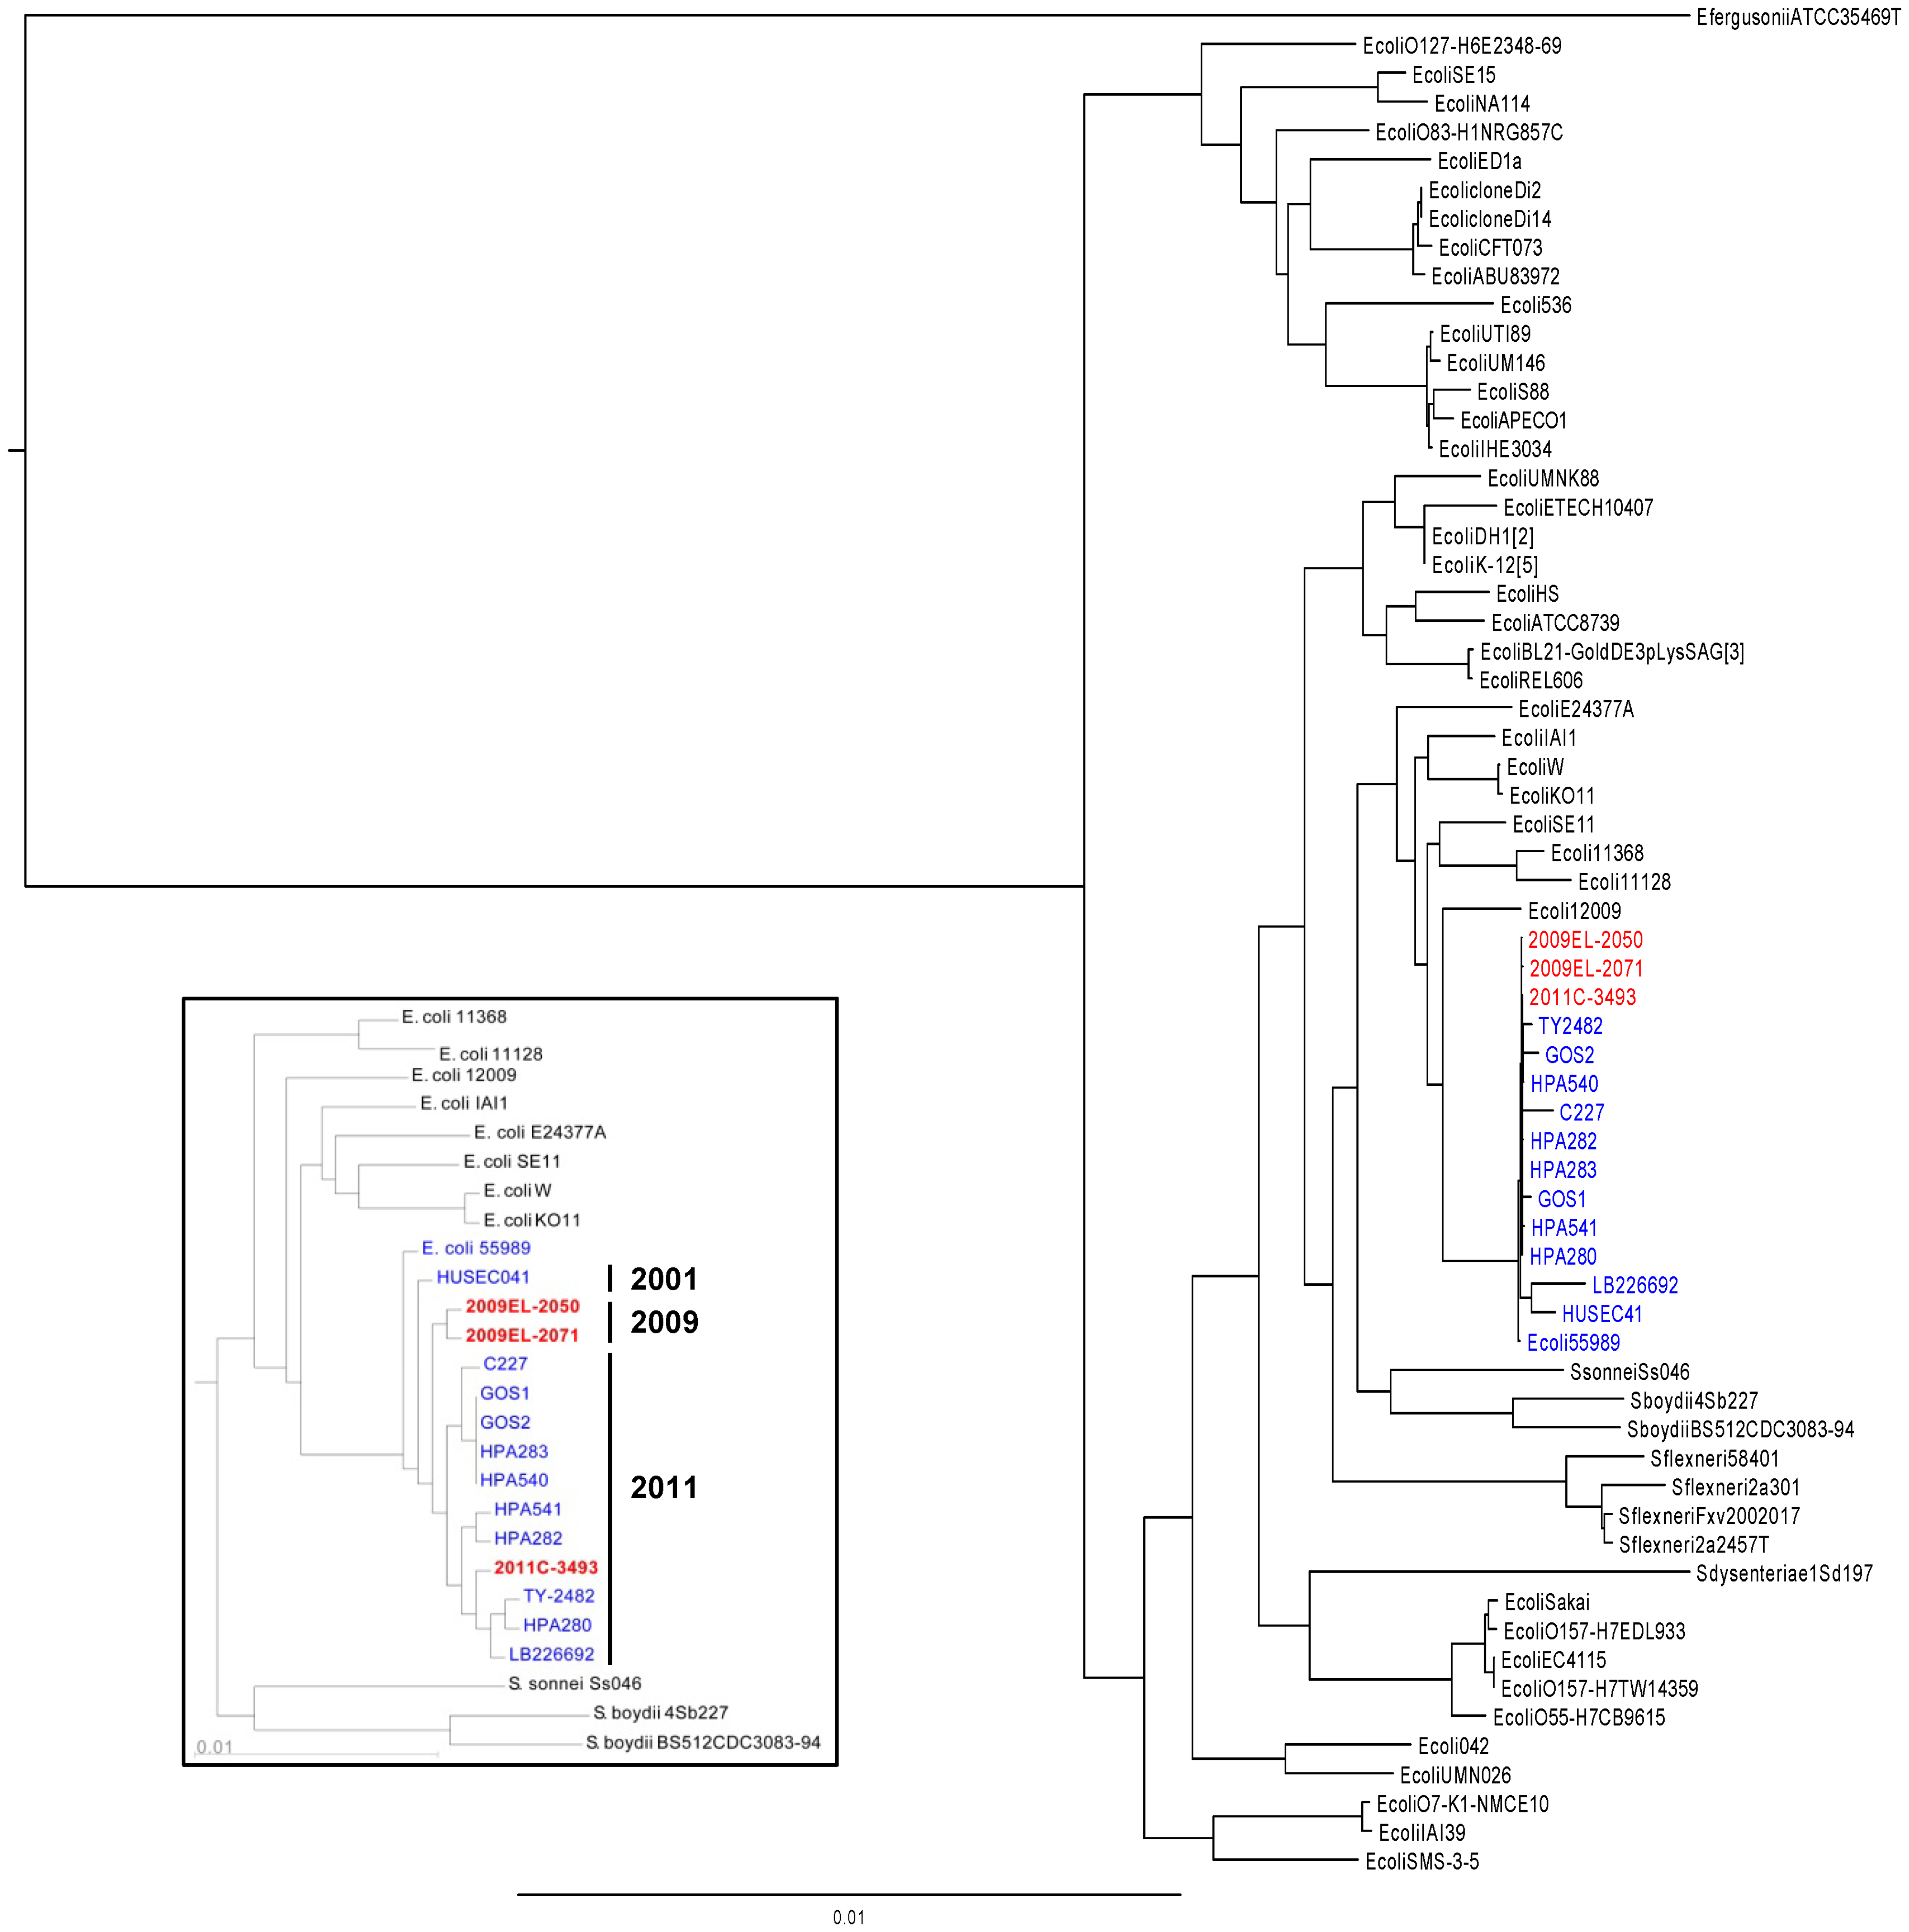 EfergusoniiATCC35469T
EcoliO127-H6E2348-69
EcoliSE15
EcoliNA114
EcoliO83-H1NRG857C
EcoliED1a
EcolicloneDi2
EcolicloneDi14
EcoliCFT073
EcoliABU83972
Ecoli536
EcoliUTI89
EcoliUM146
EcoliS88
EcoliAPECO1
EcoliIHE3034
EcoliUMNK88
EcoliETECH10407
EcoliDH1[2]
EcoliK-12[5]
EcoliHS
EcoliATCC8739
EcoliBL21-GoldDE3pLysSAG[3]
EcoliREL606
EcoliE24377A
EcoliIAI1
EcoliW
EcoliKO11
EcoliSE11
Ecoli11368
Ecoli11128
Ecoli12009
2009EL-2050
2009EL-2071
2011C-3493
TY2482
GOS2
HPA540
C227
HPA282
HPA283
GOS1
HPA541
HPA280
LB226692
HUSEC41
Ecoli55989
SsonneiSs046
Sboydii4Sb227
SboydiiBS512CDC3083-94
Sflexneri58401
Sflexneri2a301
SflexneriFxv2002017
Sflexneri2a2457T
Sdysenteriae1Sd197
EcoliSakai
EcoliO157-H7EDL933
EcoliEC4115
EcoliO157-H7TW14359
EcoliO55-H7CB9615
Ecoli042
EcoliUMN026
EcoliO7-K1-NMCE10
EcoliIAI39
EcoliSMS-3-5
0.01
E. coli 11368
E. coli 11128
E. coli 12009
E. coli IAI1
E. coli E24377A
E. coli SE11
E. coli W
E. coli KO11
E. coli 55989
HUSEC041
2001
2009EL-2050
2009EL-2071
2009
C227
GOS1
GOS2
HPA283
HPA540
2011
HPA541
HPA282
2011C-3493
TY-2482
HPA280
LB226692
S. sonnei Ss046
S. boydii 4Sb227
S. boydii BS512CDC3083-94
0.01